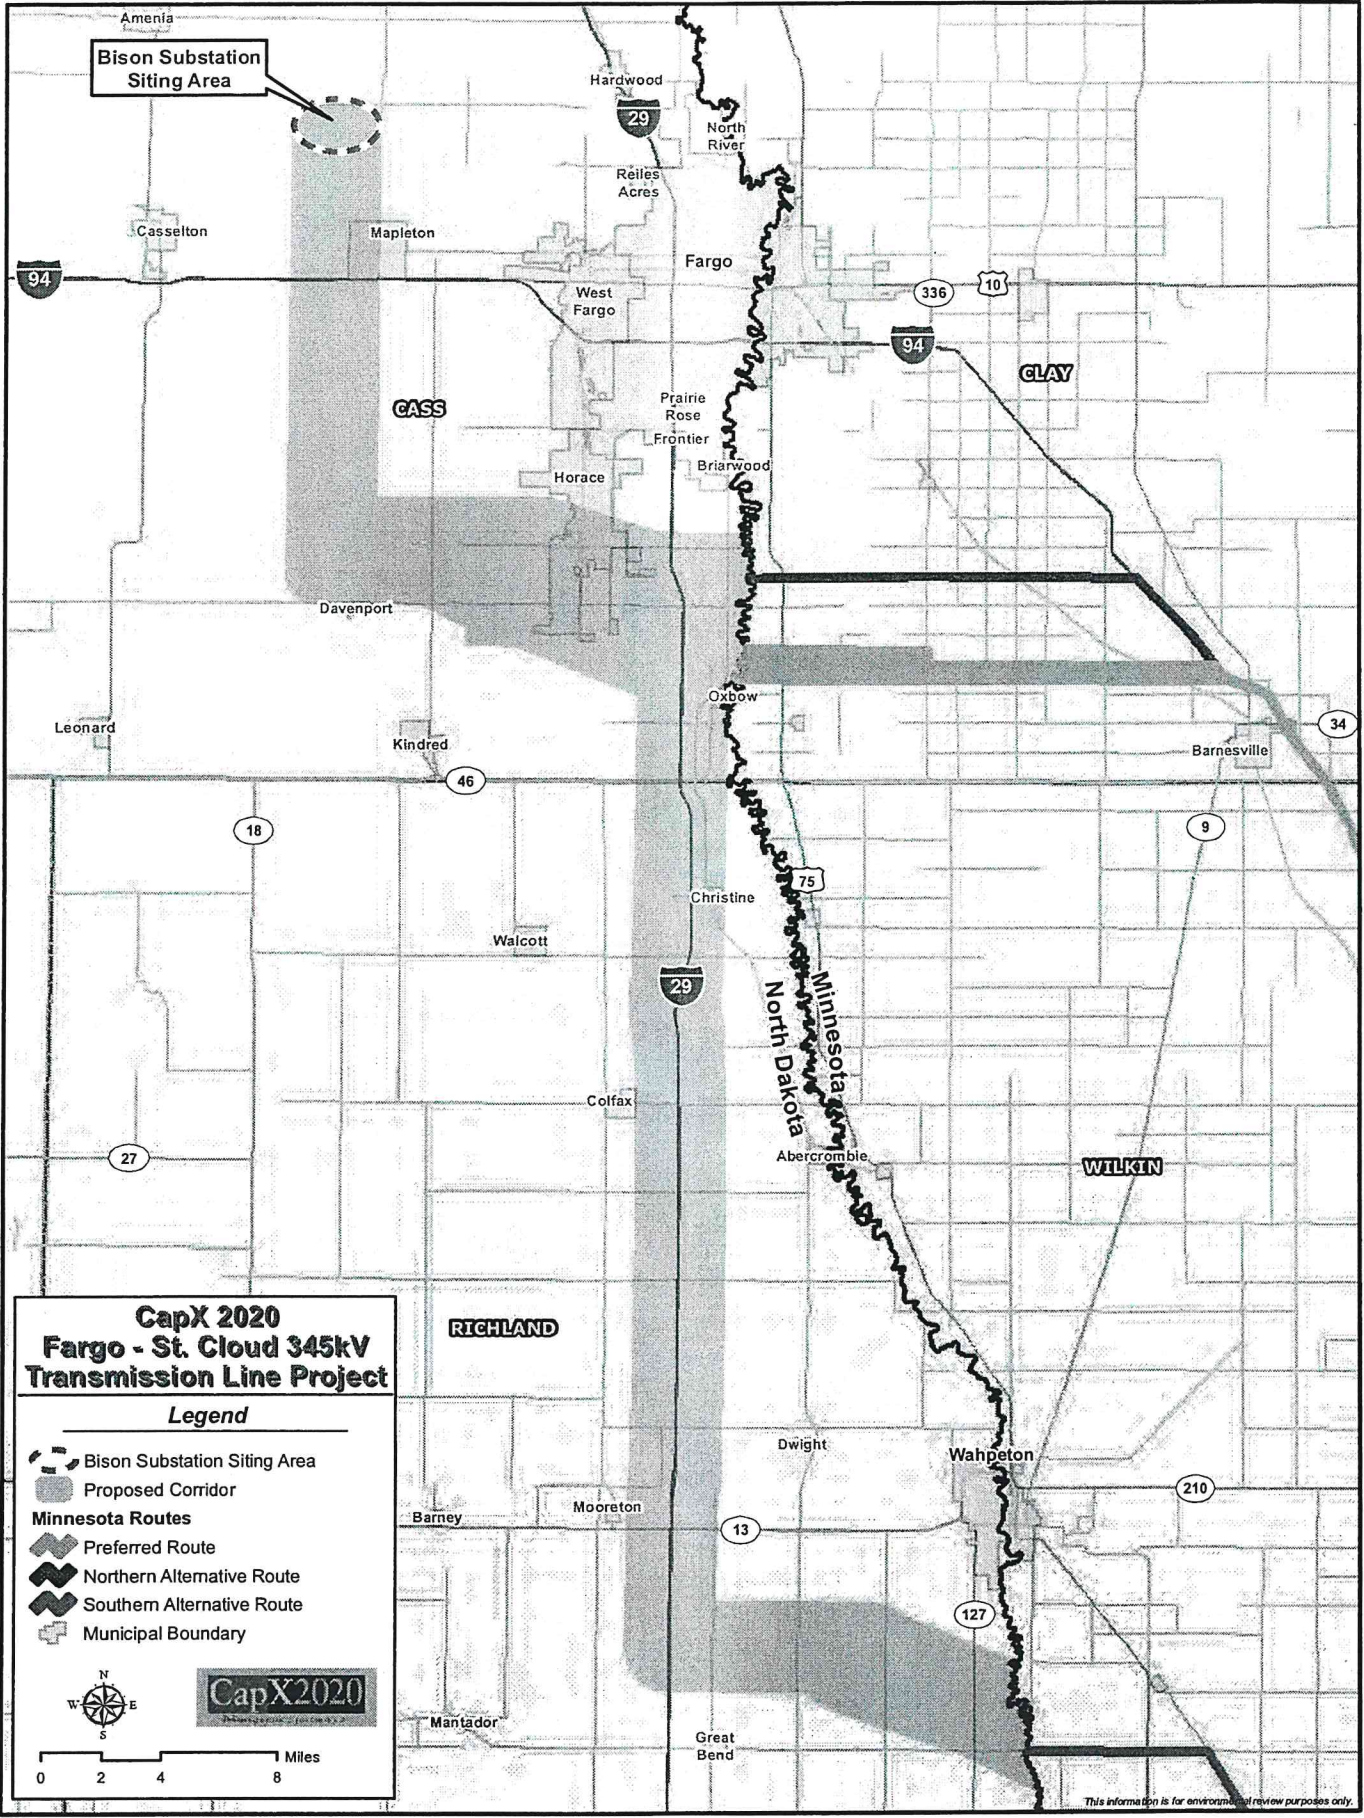 Amenia
Bison Substation
Siting Area
Hardwood
29
North
River
Reiles
Acres
Casselton
Mapleton
94
Fargo
West
Fargo
336
10
94
CLAY
CASS
Prairie
Rose
Frontier
Briarwood
Horace
Davenport
Oxbow
Leonard
Kindred
34
Barnesville
46
18
9
75
Christine
Walcott
29
Minnesota
North Dakota
Colfax
Abercrombie
27
WILKIN
CapX 2020
Fargo - St. Cloud 345kV
Transmission Line Project
RICHLAND
Legend
Bison Substation Siting Area
Proposed Corridor
Minnesota Routes
Preferred Route
Northern Alternative Route
Southern Alternative Route
Municipal Boundary
N
W E
S
CapX2020
Miles
0 2 4 8
Dwight
Wahpeton
210
Mooreton
Barney
13
127
Mantador
Great
Bend
This information is for environmental review purposes only.